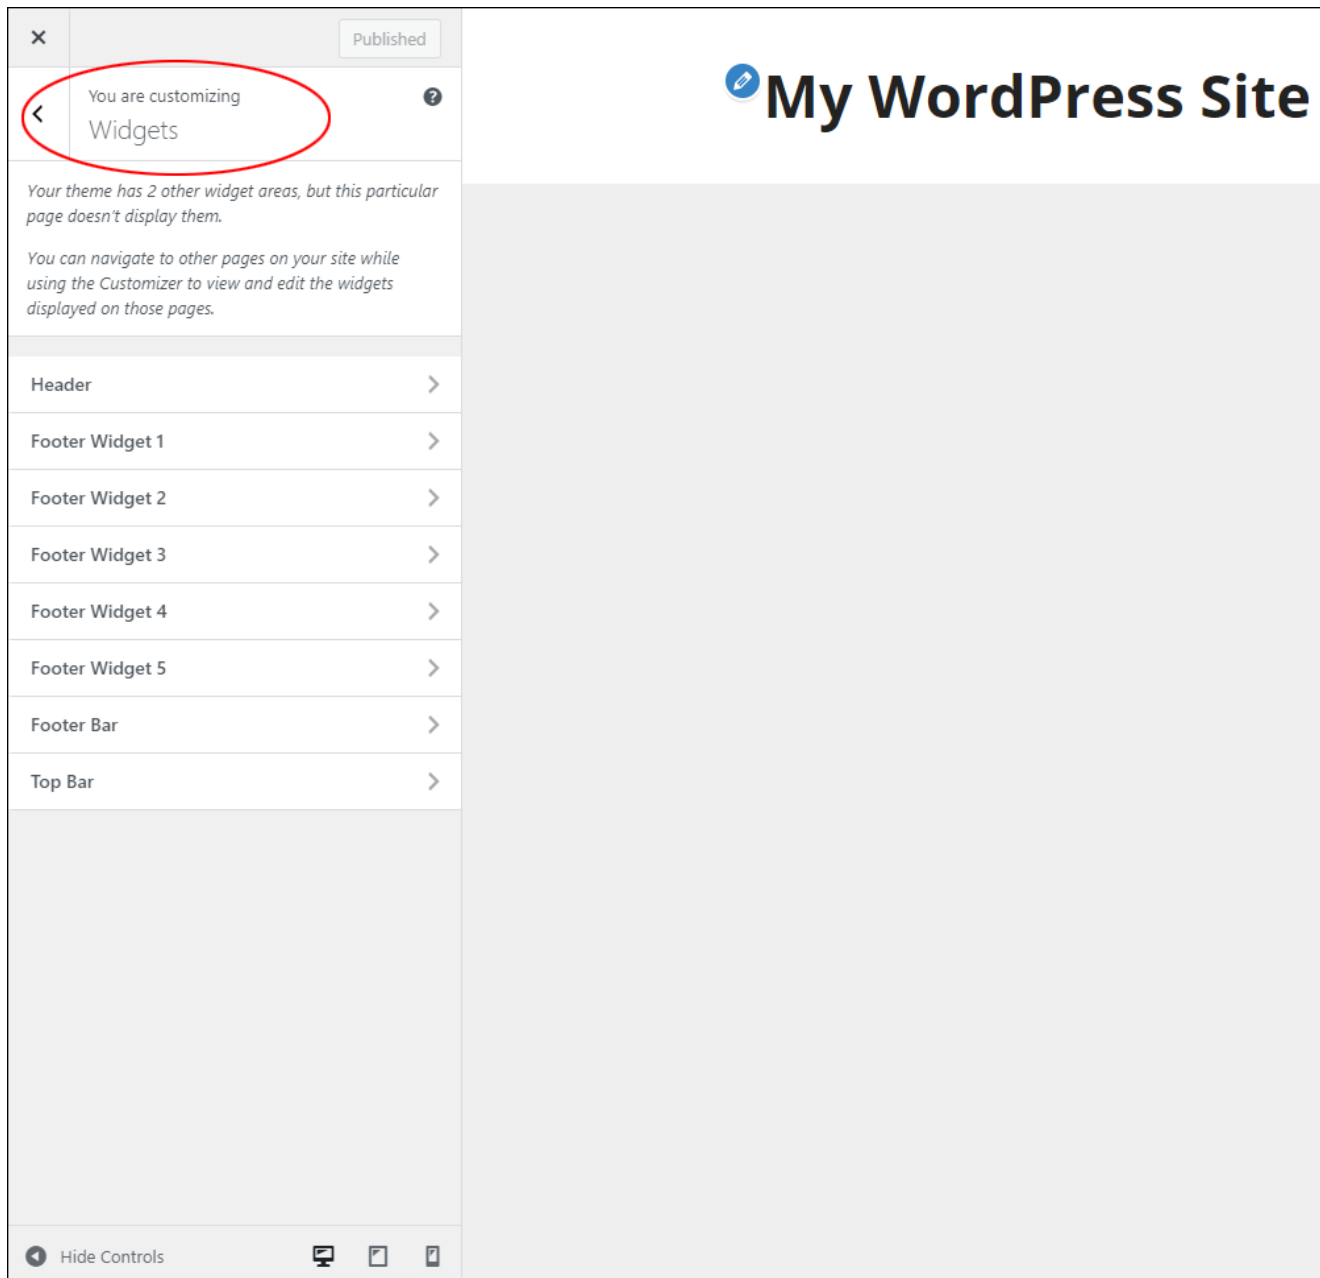 Published
You are customizing
Widgets
My WordPress Site
Your theme has 2 other widget areas, but this particular
page doesn't display them.
You can navigate to other pages on your site while
using the Customizer to view and edit the widgets
displayed on those pages.
Header
Footer Widget 1
Footer Widget 2
Footer Widget 3
Footer Widget 4
Footer Widget 5
Footer Bar
Top Bar
Hide Controls